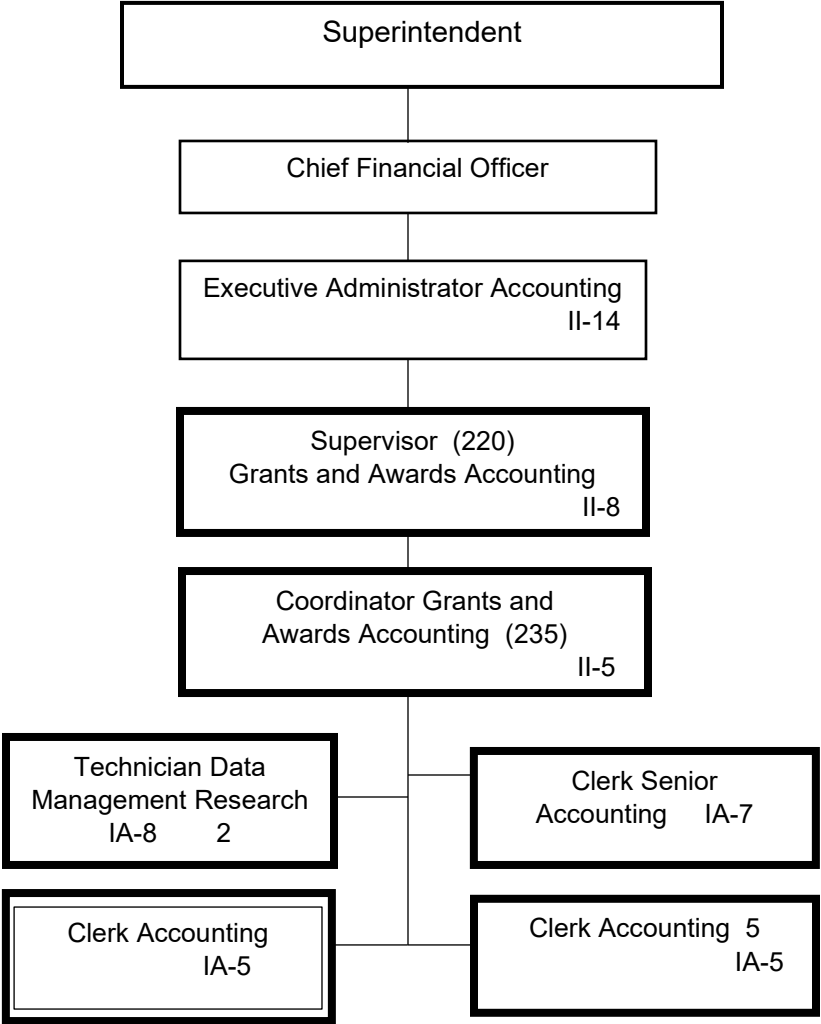 Superintendent
Chief Financial Officer
Executive Administrator Accounting
II-14
Supervisor (220)
Grants and Awards Accounting
II-8
Coordinator Grants and
Awards Accounting (235)
II-5
Technician Data
Management Research
IA-8 2
Clerk Senior
Accounting IA-7
Clerk Accounting
IA-5
Clerk Accounting 5
IA-5